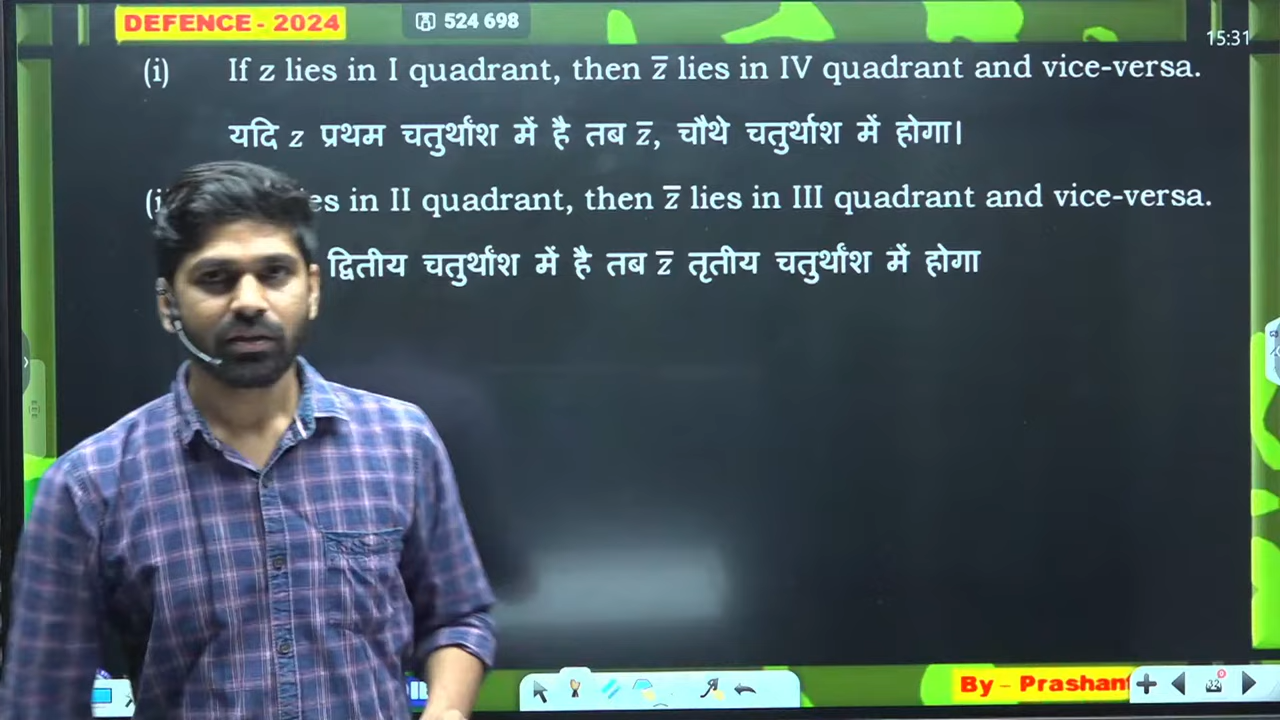 DEFENCE - 2024
524 698
15:31
(i) If z lies in I quadrant, then z̅ lies in IV quadrant and vice-versa.
यदि z प्रथम चतुर्थांश में है तब z̅, चौथे चतुर्थाश में होगा।
es in II quadrant, then z̅ lies in III quadrant and vice-versa.
द्वितीय चतुर्थांश में है तब z̅ तृतीय चतुर्थांश में होगा
By – Prashant